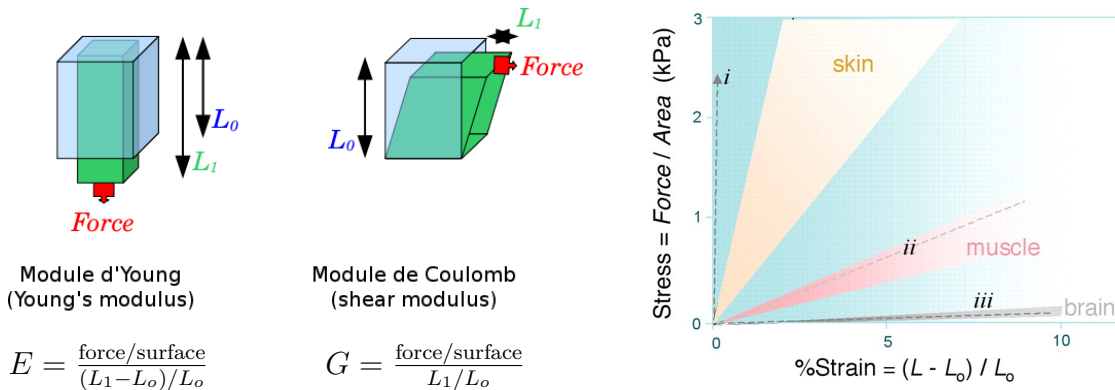 L₀
L₁
Force
Module d'Young
(Young's modulus)
E = \frac{force/surface}{(L₁−Lₒ)/Lₒ}
L₁
Force
L₀
Module de Coulomb
(shear modulus)
G = \frac{force/surface}{L₁/Lₒ}
Stress = Force / Area (kPa)
3
2
1
0
i
skin
ii
muscle
iii
brain
0
5
10
%Strain = (L - Lₒ) / Lₒ